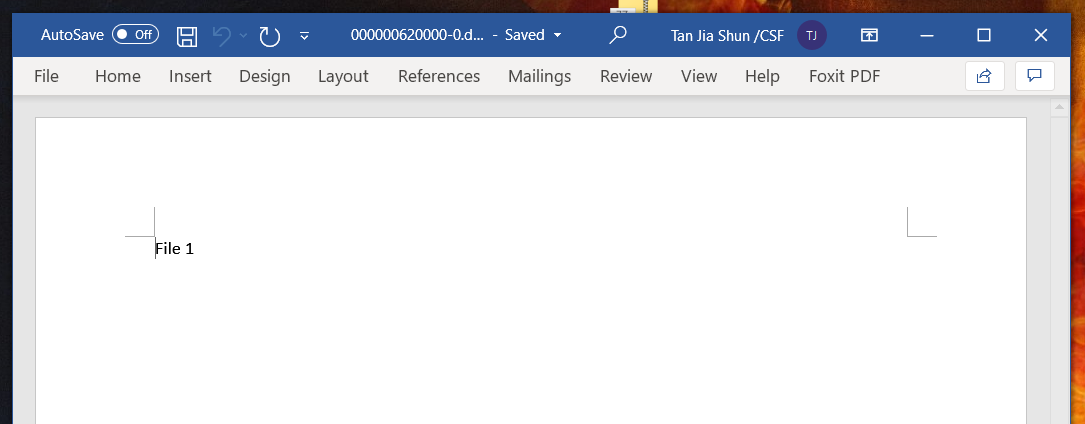 AutoSave Off 000000620000-0.d... - Saved Tan Jia Shun /CSF TJ
File Home Insert Design Layout References Mailings Review View Help Foxit PDF
File 1